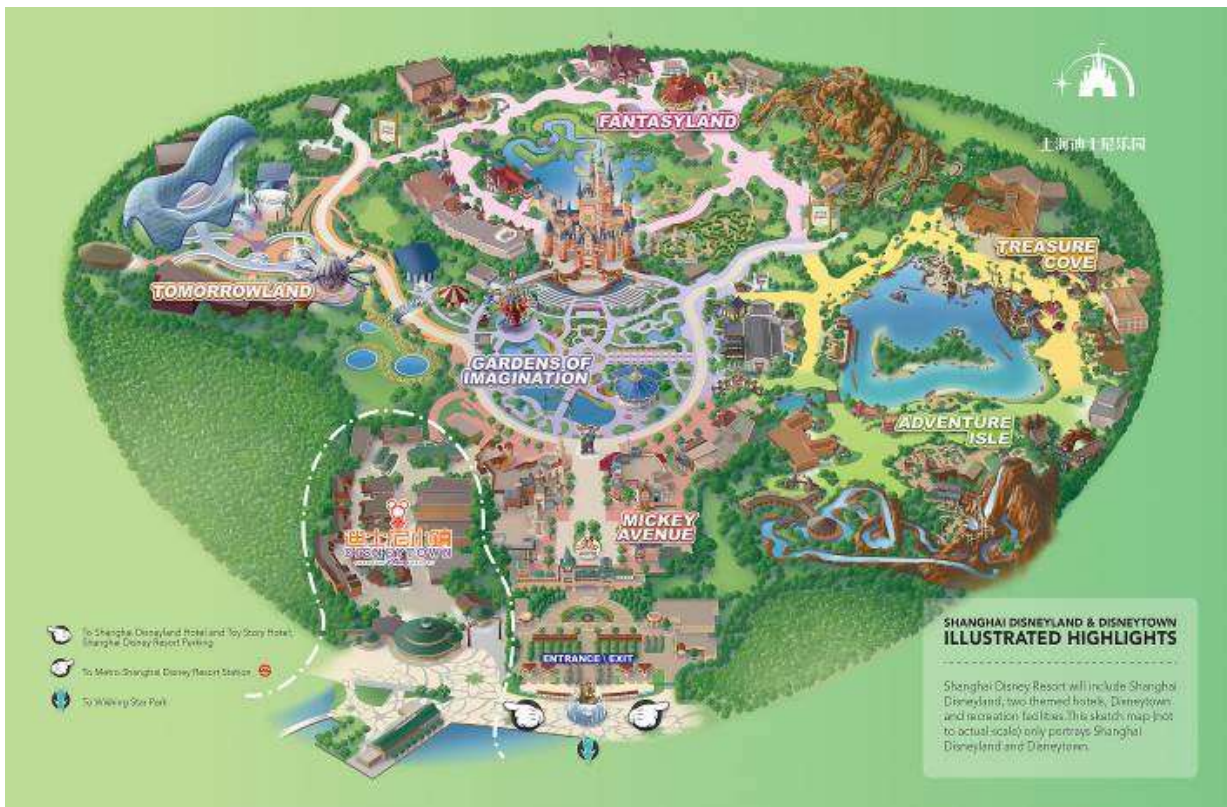 上海迪士尼乐园
FANTASYLAND
TREASURE
COVE
TOMORROWLAND
GARDENS OF
IMAGINATION
ADVENTURE
ISLE
MICKEY
AVENUE
迪士尼小镇
DISNEYTOWN
ENTRANCE \ EXIT
To Shanghai Disneyland Hotel and Toy Story Hotel,
Shanghai Disney Resort Parking
To Metro Shanghai Disney Resort Station
To Wishing Star Park
SHANGHAI DISNEYLAND & DISNEYTOWN
ILLUSTRATED HIGHLIGHTS
Shanghai Disney Resort will include Shanghai
Disneyland, two themed hotels, Disneytown
and recreation facilities. This sketch map (not
to actual scale) only portrays Shanghai
Disneyland and Disneytown.